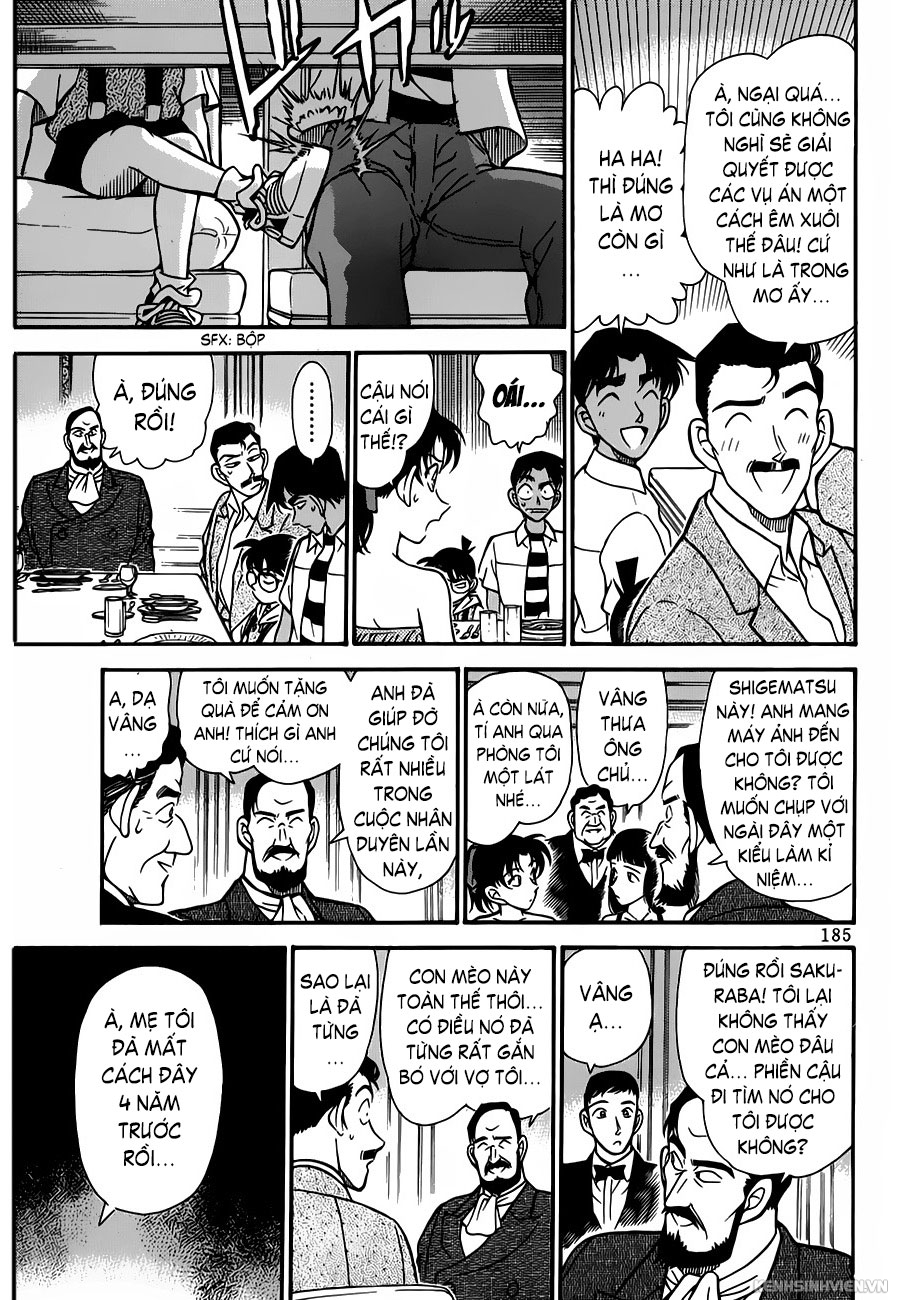 À, NGẠI QUÁ...
TÔI CŨNG KHÔNG
NGHĨ SẼ GIẢI
QUYẾT ĐƯỢC
CÁC VỤ ÁN MỘT
CÁCH ÊM XUÔI
THẾ ĐÂU! CỨ
NHƯ LÀ TRONG
MƠ ẤY...
HA HA!
THÌ ĐÚNG
LÀ MƠ
CÒN GÌ
...
SFX: BỘP
OÁI...
CẬU NÓI
CÁI GÌ
THẾ!?
........
À, ĐÚNG
RỒI!
SHIGEMATSU
NÀY! ANH MANG
MÁY ẢNH ĐẾN
CHO TÔI ĐƯỢC
KHÔNG? TÔI
MUỐN CHỤP VỚI
NGÀI ĐÂY MỘT
KIỂU LÀM KỈ
NIỆM...
VÂNG
THƯA
ÔNG
CHỦ...
À CÒN NỮA,
TÍ ANH QUA
PHÒNG TÔI
MỘT LÁT
NHÉ...
ANH ĐÃ
GIÚP ĐỠ
CHÚNG TÔI
RẤT NHIỀU
TRONG
CUỘC NHÂN
DUYÊN LẦN
NÀY,
TÔI MUỐN TẶNG
QUÀ ĐỂ CẢM ƠN
ANH! THÍCH GÌ ANH
CỨ NÓI...
A, DẠ
VÂNG
...
185
ĐÚNG RỒI SAKU-
RABA! TÔI LẠI
KHÔNG THẤY
CON MÈO ĐÂU
CẢ... PHIỀN CẬU
ĐI TÌM NÓ CHO
TÔI ĐƯỢC
KHÔNG?
VÂNG
Ạ...
CON MÈO NÀY
TOÀN THẾ THÔI...
CÓ ĐIỀU NÓ ĐÃ
TỪNG RẤT GẮN
BÓ VỚI VỢ TÔI...
SAO LẠI
LÀ ĐÃ
TỪNG
...
À, MẸ TÔI
ĐÃ MẤT
CÁCH ĐÂY
4 NĂM
TRƯỚC
RỒI...
KENHSINHVIEN.VN